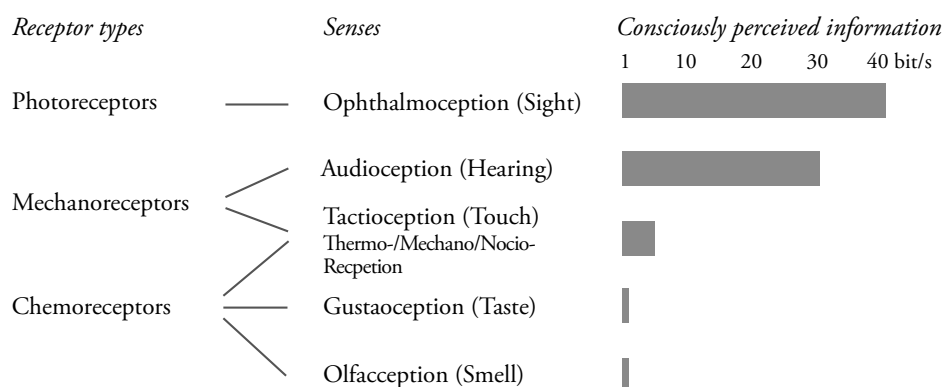 Receptor types Senses Consciously perceived information
1 10 20 30 40 bit/s
Photoreceptors Ophthalmoception (Sight)
Audioception (Hearing)
Mechanoreceptors
Tactioception (Touch)
Thermo-/Mechano/Nocio-
Recpetion
Chemoreceptors Gustaoception (Taste)
Olfacception (Smell)